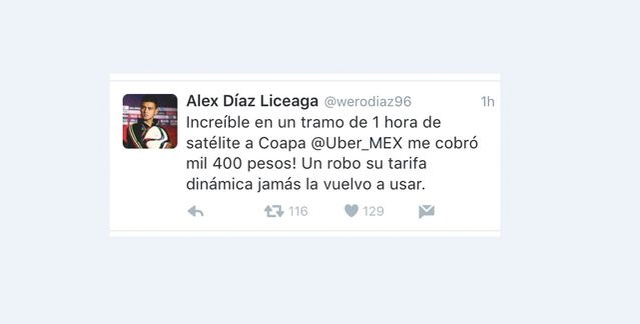 Alex Díaz Liceaga @werodiaz96 1h
Increíble en un tramo de 1 hora de
satélite a Coapa @Uber_MEX me cobró
mil 400 pesos! Un robo su tarifa
dinámica jamás la vuelvo a usar.
116 129